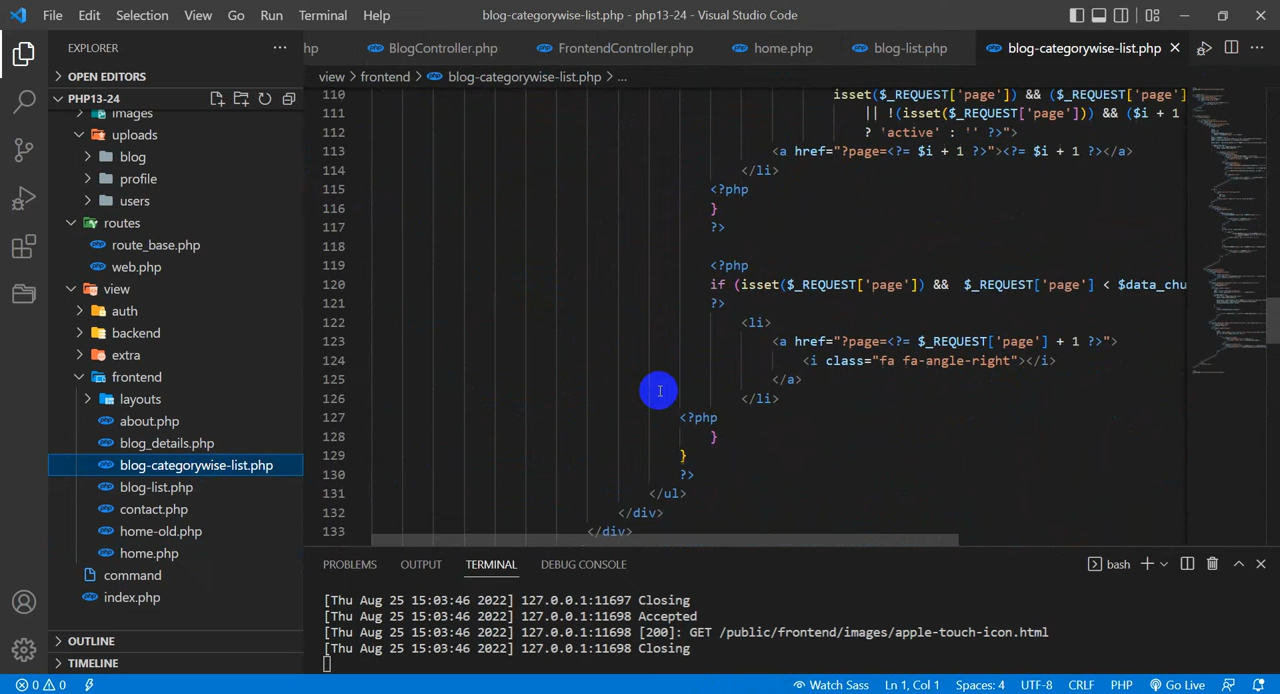 File Edit Selection View Go Run Terminal Help
blog-categorywise-list.php - php13-24 - Visual Studio Code
EXPLORER
OPEN EDITORS
PHP13-24
images
uploads
blog
profile
users
routes
route_base.php
web.php
view
auth
backend
extra
frontend
layouts
about.php
blog_details.php
blog-categorywise-list.php
blog-list.php
contact.php
home-old.php
home.php
command
index.php
OUTLINE
TIMELINE
hp BlogController.php FrontendController.php home.php blog-list.php blog-categorywise-list.php
view > frontend > blog-categorywise-list.php > ...
110 isset($_REQUEST['page']) && ($_REQUEST['page']
111 || !(isset($_REQUEST['page'])) && ($i + 1
112 ? 'active' : '' ?>">
113 <a href="?page=<?= $i + 1 ?>"><?= $i + 1 ?></a>
114 </li>
115 <?php
116 }
117 ?>
118
119 <?php
120 if (isset($_REQUEST['page']) && $_REQUEST['page'] < $data_chu
121 ?>
122 <li>
123 <a href="?page=<?= $_REQUEST['page'] + 1 ?>">
124 <i class="fa fa-angle-right"></i>
125 </a>
126 </li>
127 <?php
128 }
129 }
130 ?>
131 </ul>
132 </div>
133 </div>
PROBLEMS OUTPUT TERMINAL DEBUG CONSOLE
bash
[Thu Aug 25 15:03:46 2022] 127.0.0.1:11697 Closing
[Thu Aug 25 15:03:46 2022] 127.0.0.1:11698 Accepted
[Thu Aug 25 15:03:46 2022] 127.0.0.1:11698 [200]: GET /public/frontend/images/apple-touch-icon.html
[Thu Aug 25 15:03:46 2022] 127.0.0.1:11698 Closing
0 0 Watch Sass Ln 1, Col 1 Spaces: 4 UTF-8 CRLF PHP Go Live